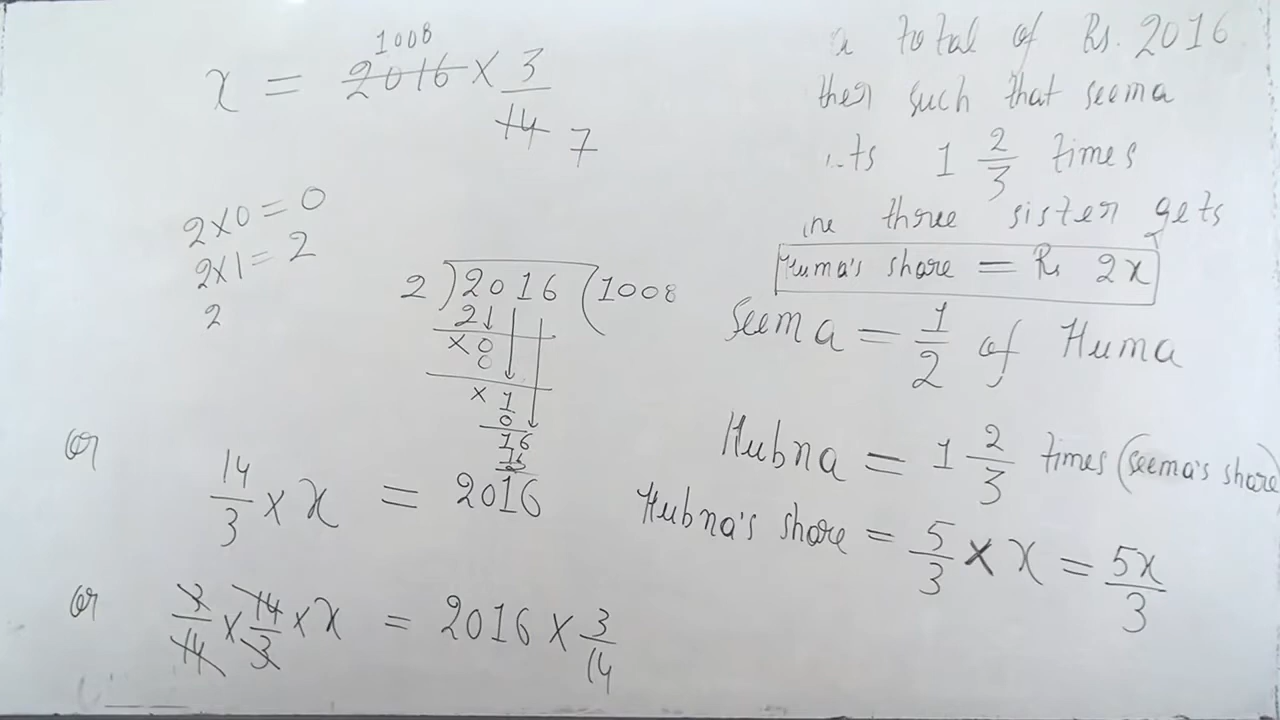 1008
x = 2016 × 3/14 7
2×0 = 0
2×1 = 2
2
2 ) 2016 ( 1008
2
×0
0
×1
0
16
or
14/3 × x = 2016
or
3/14 × 14/3 × x = 2016 × 3/14
a total of Rs. 2016
such that seema
1 2/3 times
three sister gets
Huma's share = Rs 2x
Seema = 1/2 of Huma
Hubna = 1 2/3 times (seema's share)
Hubna's share = 5/3 × x = 5x/3